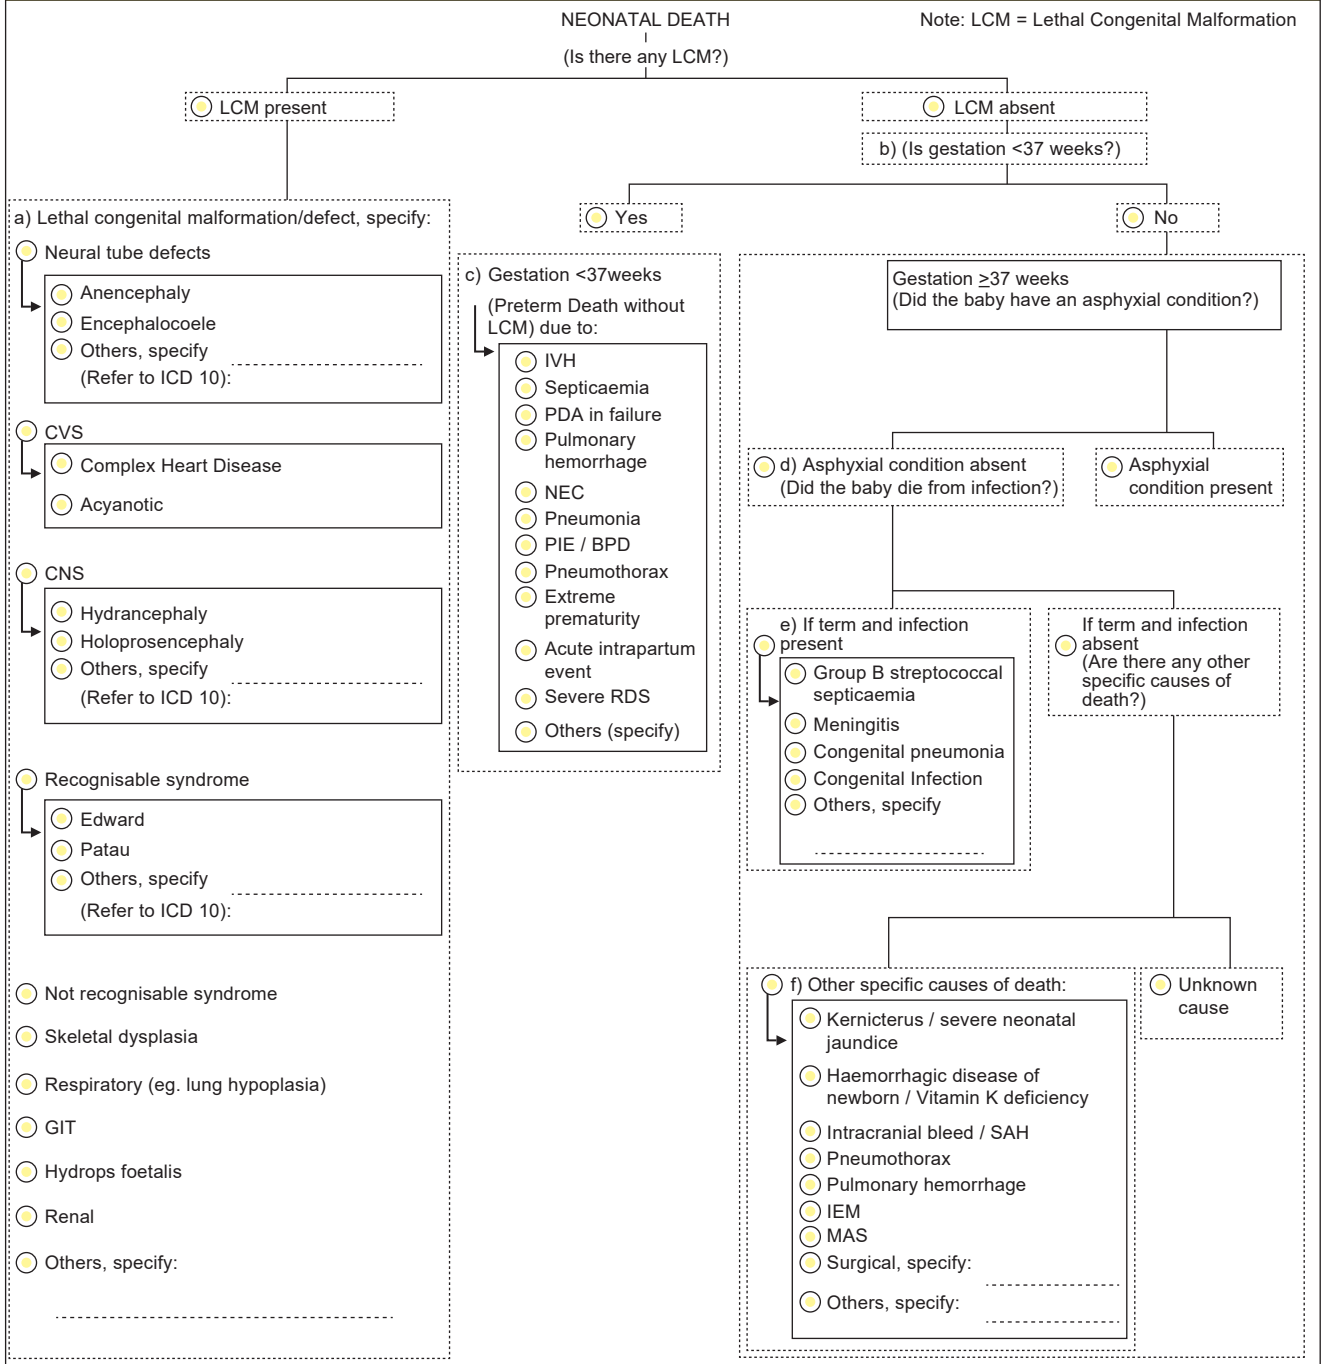 NEONATAL DEATH
Note: LCM = Lethal Congenital Malformation
(Is there any LCM?)
LCM present
LCM absent
b) (Is gestation <37 weeks?)
Yes
No
a) Lethal congenital malformation/defect, specify:
Neural tube defects
Anencephaly
Encephalocoele
Others, specify
(Refer to ICD 10):
CVS
Complex Heart Disease
Acyanotic
CNS
Hydrancephaly
Holoprosencephaly
Others, specify
(Refer to ICD 10):
Recognisable syndrome
Edward
Patau
Others, specify
(Refer to ICD 10):
Not recognisable syndrome
Skeletal dysplasia
Respiratory (eg. lung hypoplasia)
GIT
Hydrops foetalis
Renal
Others, specify:
c) Gestation <37weeks
(Preterm Death without
LCM) due to:
IVH
Septicaemia
PDA in failure
Pulmonary
hemorrhage
NEC
Pneumonia
PIE / BPD
Pneumothorax
Extreme
prematurity
Acute intrapartum
event
Severe RDS
Others (specify)
Gestation ≥37 weeks
(Did the baby have an asphyxial condition?)
d) Asphyxial condition absent
(Did the baby die from infection?)
Asphyxial
condition present
e) If term and infection
present
Group B streptococcal
septicaemia
Meningitis
Congenital pneumonia
Congenital Infection
Others, specify
If term and infection
absent
(Are there any other
specific causes of
death?)
f) Other specific causes of death:
Kernicterus / severe neonatal
jaundice
Haemorrhagic disease of
newborn / Vitamin K deficiency
Intracranial bleed / SAH
Pneumothorax
Pulmonary hemorrhage
IEM
MAS
Surgical, specify:
Others, specify:
Unknown
cause